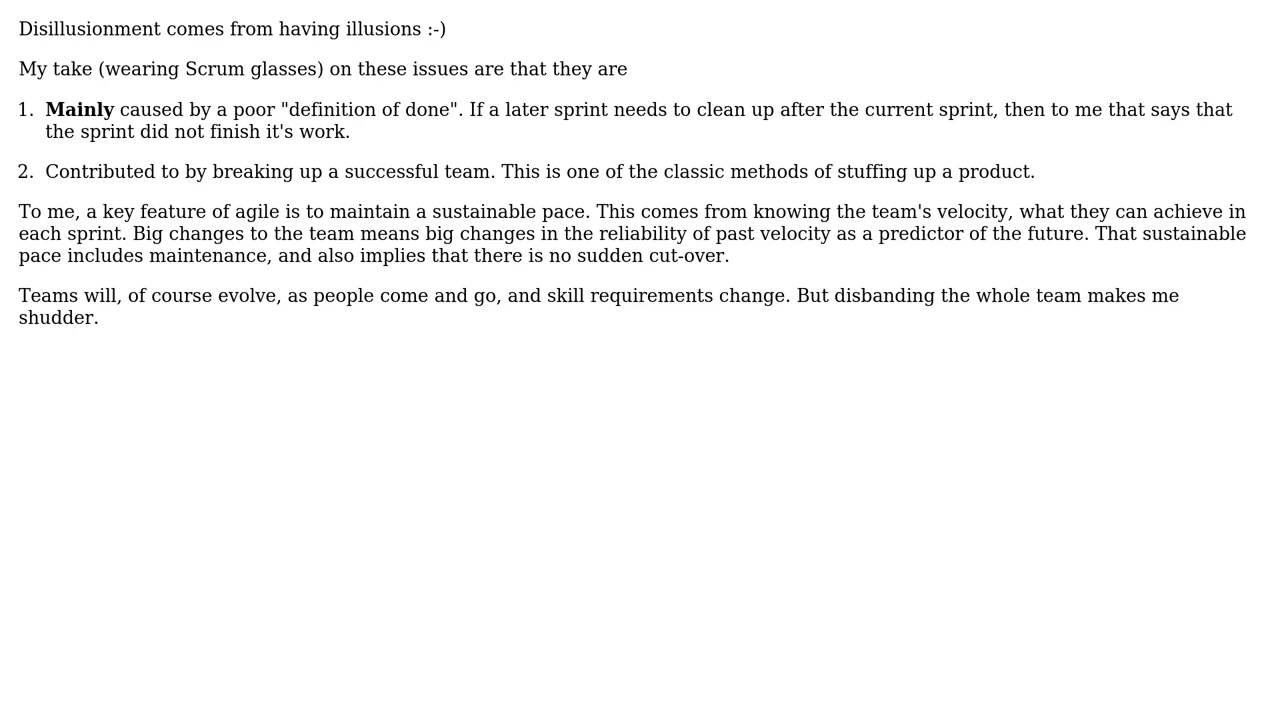 Disillusionment comes from having illusions :-)
My take (wearing Scrum glasses) on these issues are that they are
1. Mainly caused by a poor "definition of done". If a later sprint needs to clean up after the current sprint, then to me that says that
the sprint did not finish it's work.
2. Contributed to by breaking up a successful team. This is one of the classic methods of stuffing up a product.
To me, a key feature of agile is to maintain a sustainable pace. This comes from knowing the team's velocity, what they can achieve in
each sprint. Big changes to the team means big changes in the reliability of past velocity as a predictor of the future. That sustainable
pace includes maintenance, and also implies that there is no sudden cut-over.
Teams will, of course evolve, as people come and go, and skill requirements change. But disbanding the whole team makes me
shudder.